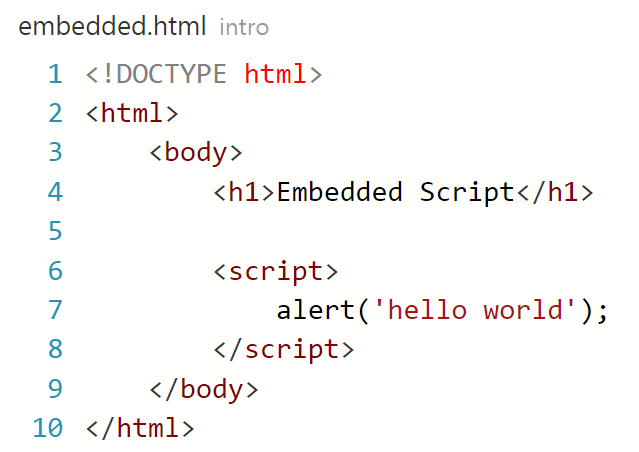 embedded.html intro
1 <!DOCTYPE html>
2 <html>
3     <body>
4         <h1>Embedded Script</h1>
5
6         <script>
7             alert('hello world');
8         </script>
9     </body>
10 </html>